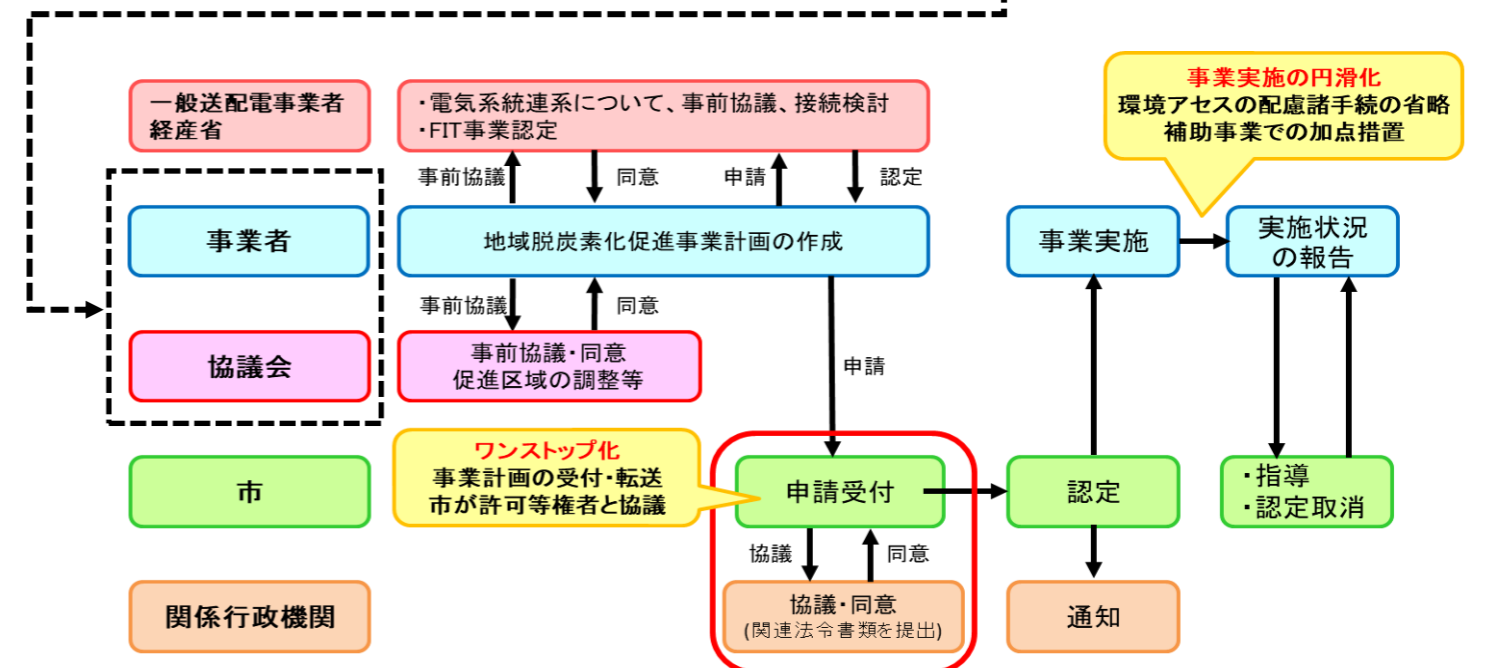 事業実施の円滑化
環境アセスの配慮諸手続の省略
補助事業での加点措置
一般送配電事業者
経産省
・電気系統連系について、事前協議、接続検討
・FIT事業認定
事前協議
同意
申請
認定
事業者
地域脱炭素化促進事業計画の作成
事業実施
実施状況
の報告
事前協議
同意
協議会
事前協議・同意
促進区域の調整等
申請
ワンストップ化
事業計画の受付・転送
市が許可等権者と協議
市
申請受付
認定
・指導
・認定取消
協議
同意
関係行政機関
協議・同意
(関連法令書類を提出)
通知